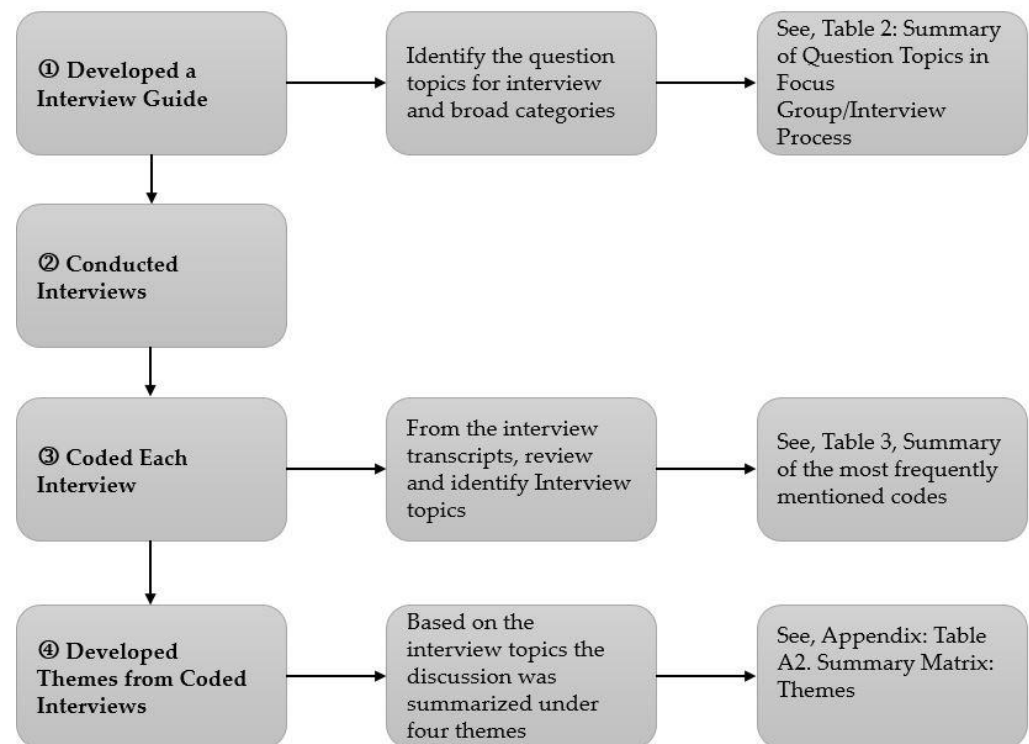 ① Developed a
Interview Guide
Identify the question
topics for interview
and broad categories
See, Table 2: Summary
of Question Topics in
Focus
Group/Interview
Process
② Conducted
Interviews
③ Coded Each
Interview
From the interview
transcripts, review
and identify Interview
topics
See, Table 3, Summary
of the most frequently
mentioned codes
④ Developed
Themes from Coded
Interviews
Based on the
interview topics the
discussion was
summarized under
four themes
See, Appendix: Table
A2. Summary Matrix:
Themes